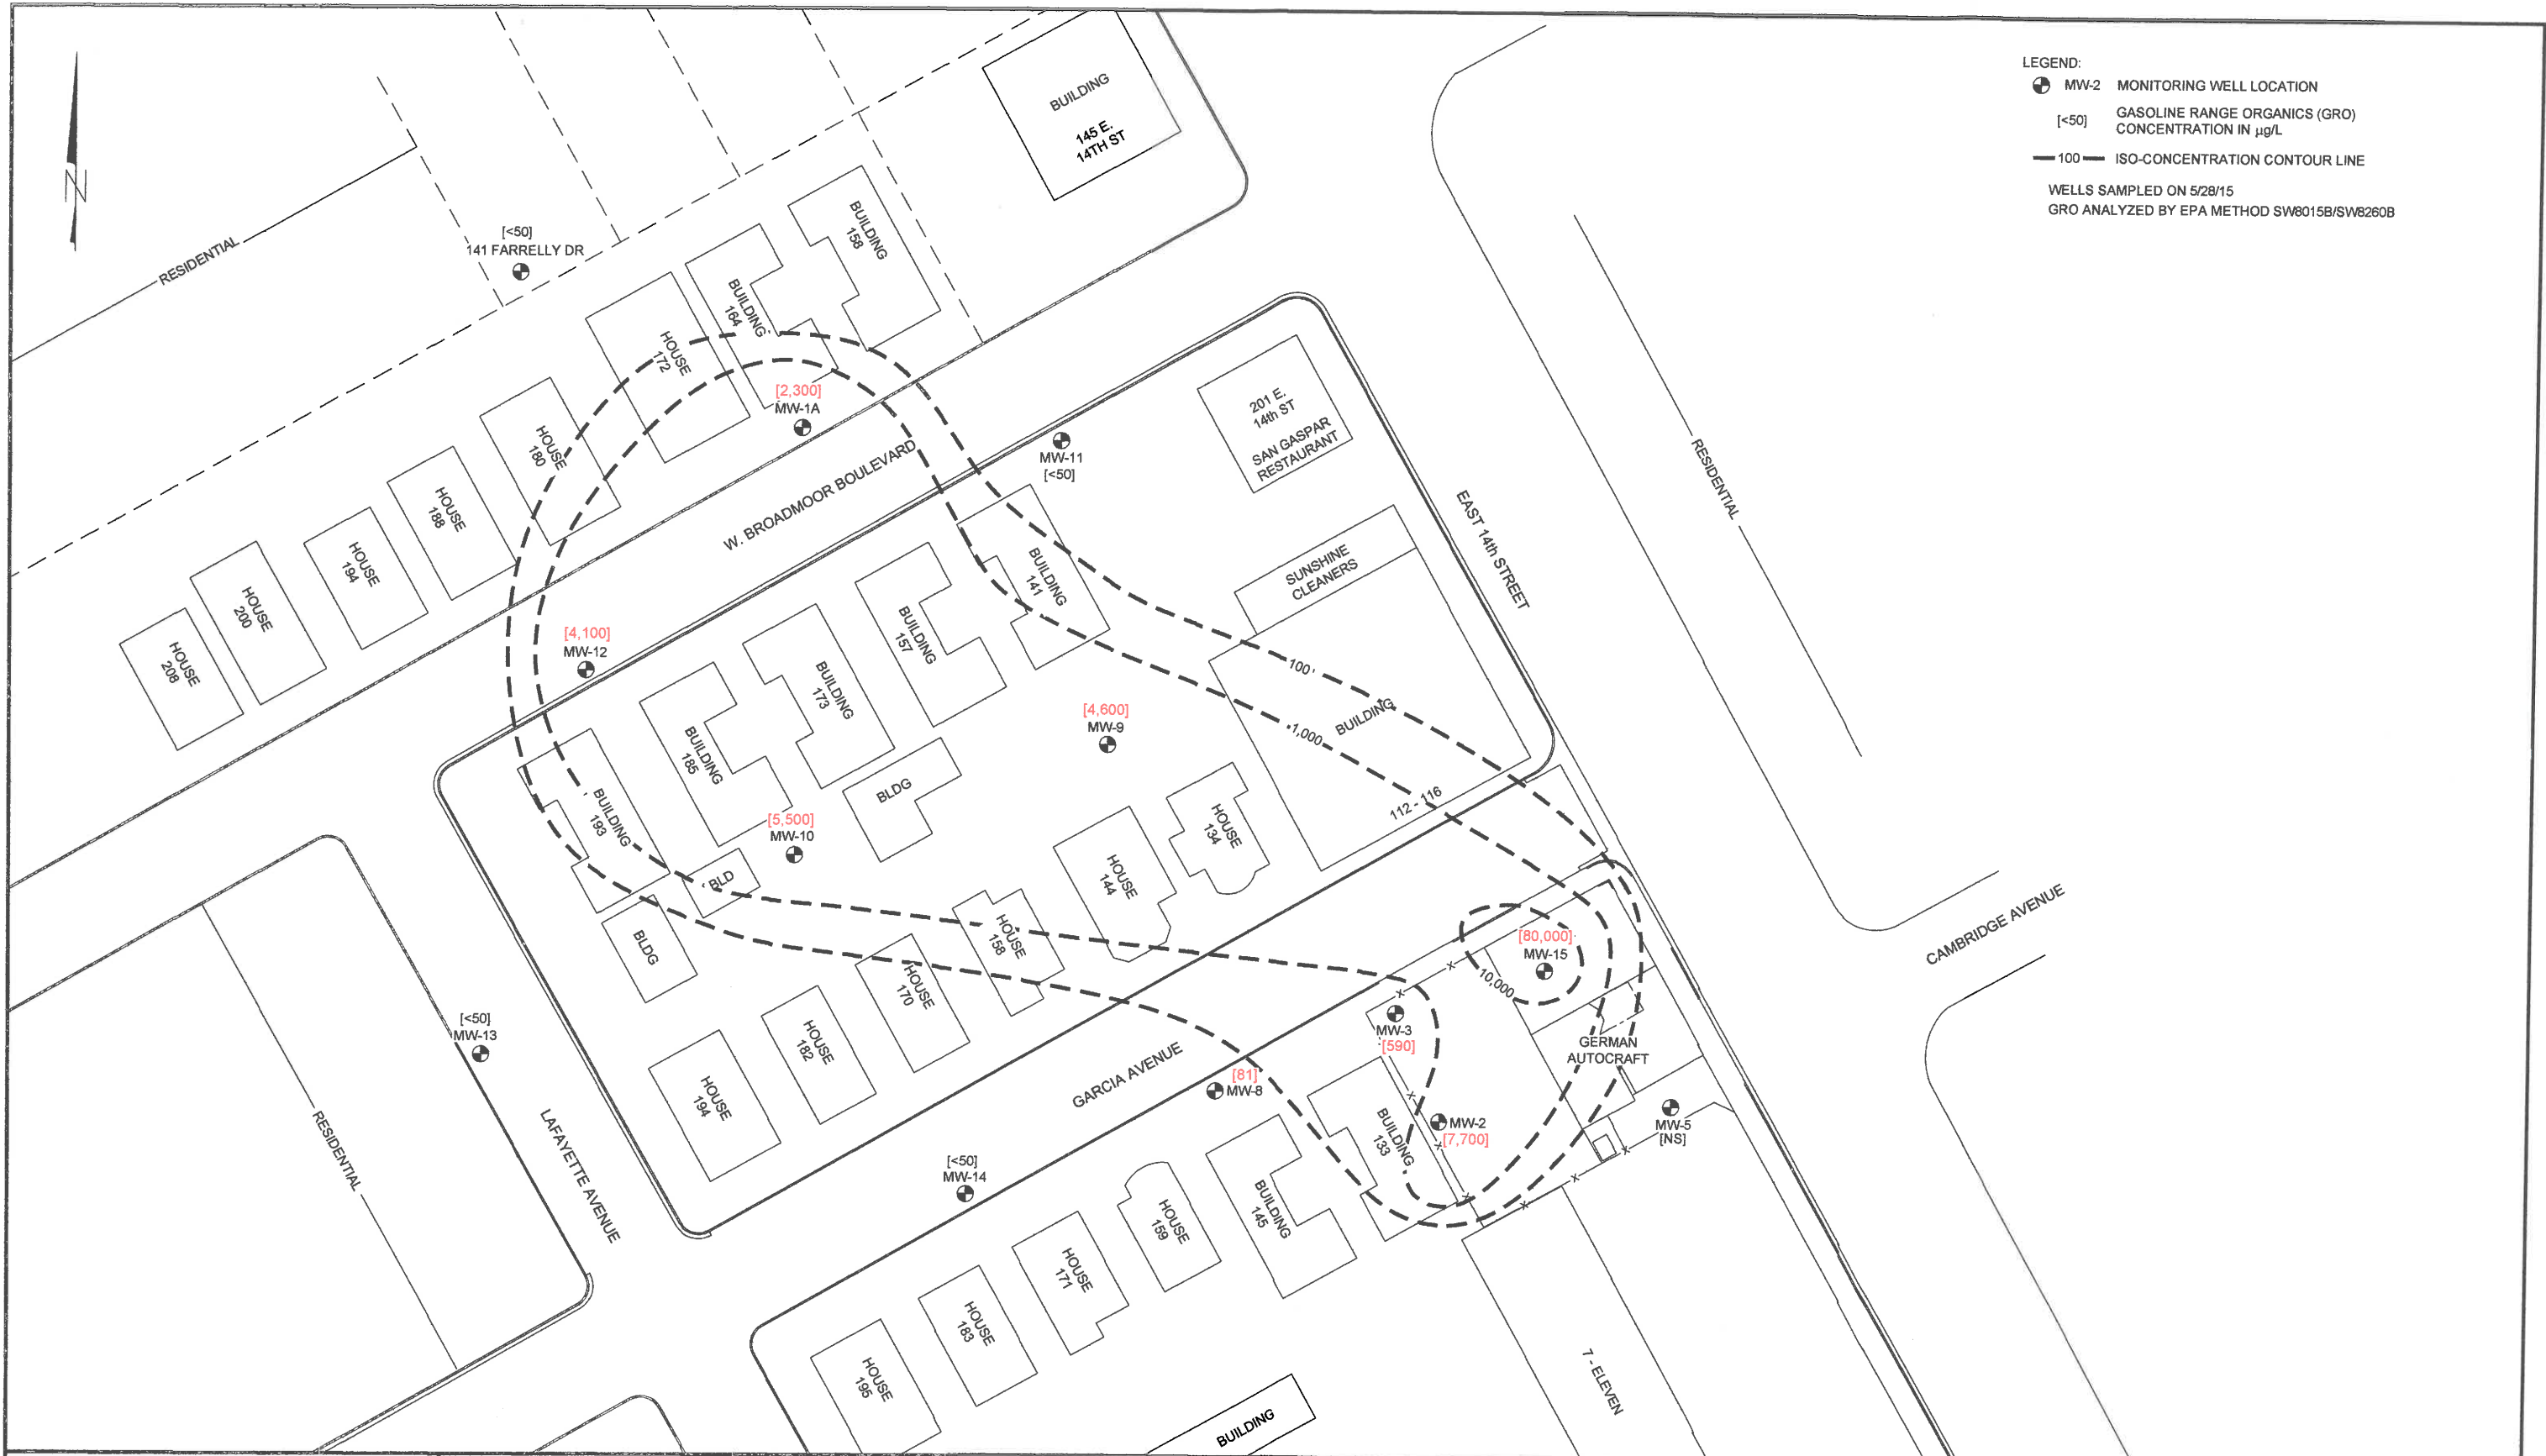 LEGEND:
MW-2 MONITORING WELL LOCATION
[<50] GASOLINE RANGE ORGANICS (GRO)
CONCENTRATION IN µg/L
100 ISO-CONCENTRATION CONTOUR LINE
WELLS SAMPLED ON 5/28/15
GRO ANALYZED BY EPA METHOD SW8015B/SW8260B
N
BUILDING
145 E.
14TH ST
RESIDENTIAL
[<50]
141 FARRELLY DR
BUILDING
158
BUILDING
164
HOUSE
172
HOUSE
180
HOUSE
188
HOUSE
194
HOUSE
200
HOUSE
208
[2,300]
MW-1A
W. BROADMOOR BOULEVARD
MW-11
[<50]
201 E.
14th ST
SAN GASPAR
RESTAURANT
EAST 14th STREET
RESIDENTIAL
SUNSHINE
CLEANERS
BUILDING
141
BUILDING
157
BUILDING
173
BUILDING
185
BUILDING
193
[4,100]
MW-12
100
1,000
BUILDING
112 - 116
[4,600]
MW-9
BLDG
[5,500]
MW-10
BLD
BLDG
HOUSE
134
HOUSE
144
HOUSE
158
HOUSE
170
HOUSE
182
HOUSE
194
CAMBRIDGE AVENUE
[80,000]
MW-15
10,000
MW-3
[590]
GERMAN
AUTOCRAFT
[81]
MW-8
GARCIA AVENUE
MW-2
[7,700]
MW-5
[NS]
BUILDING
133
[<50]
MW-13
RESIDENTIAL
LAFAYETTE AVENUE
[<50]
MW-14
BUILDING
145
HOUSE
159
HOUSE
171
HOUSE
183
HOUSE
195
7 - ELEVEN
BUILDING